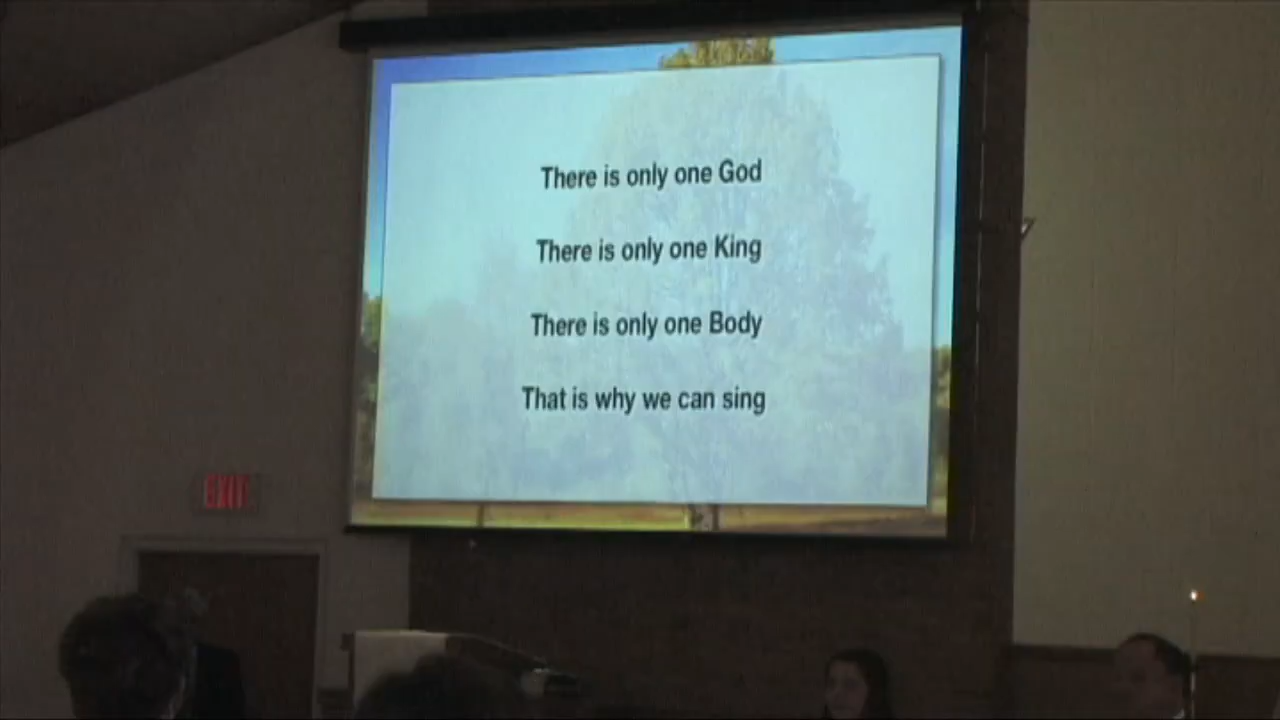 There is only one God
There is only one King
There is only one Body
That is why we can sing
EXIT